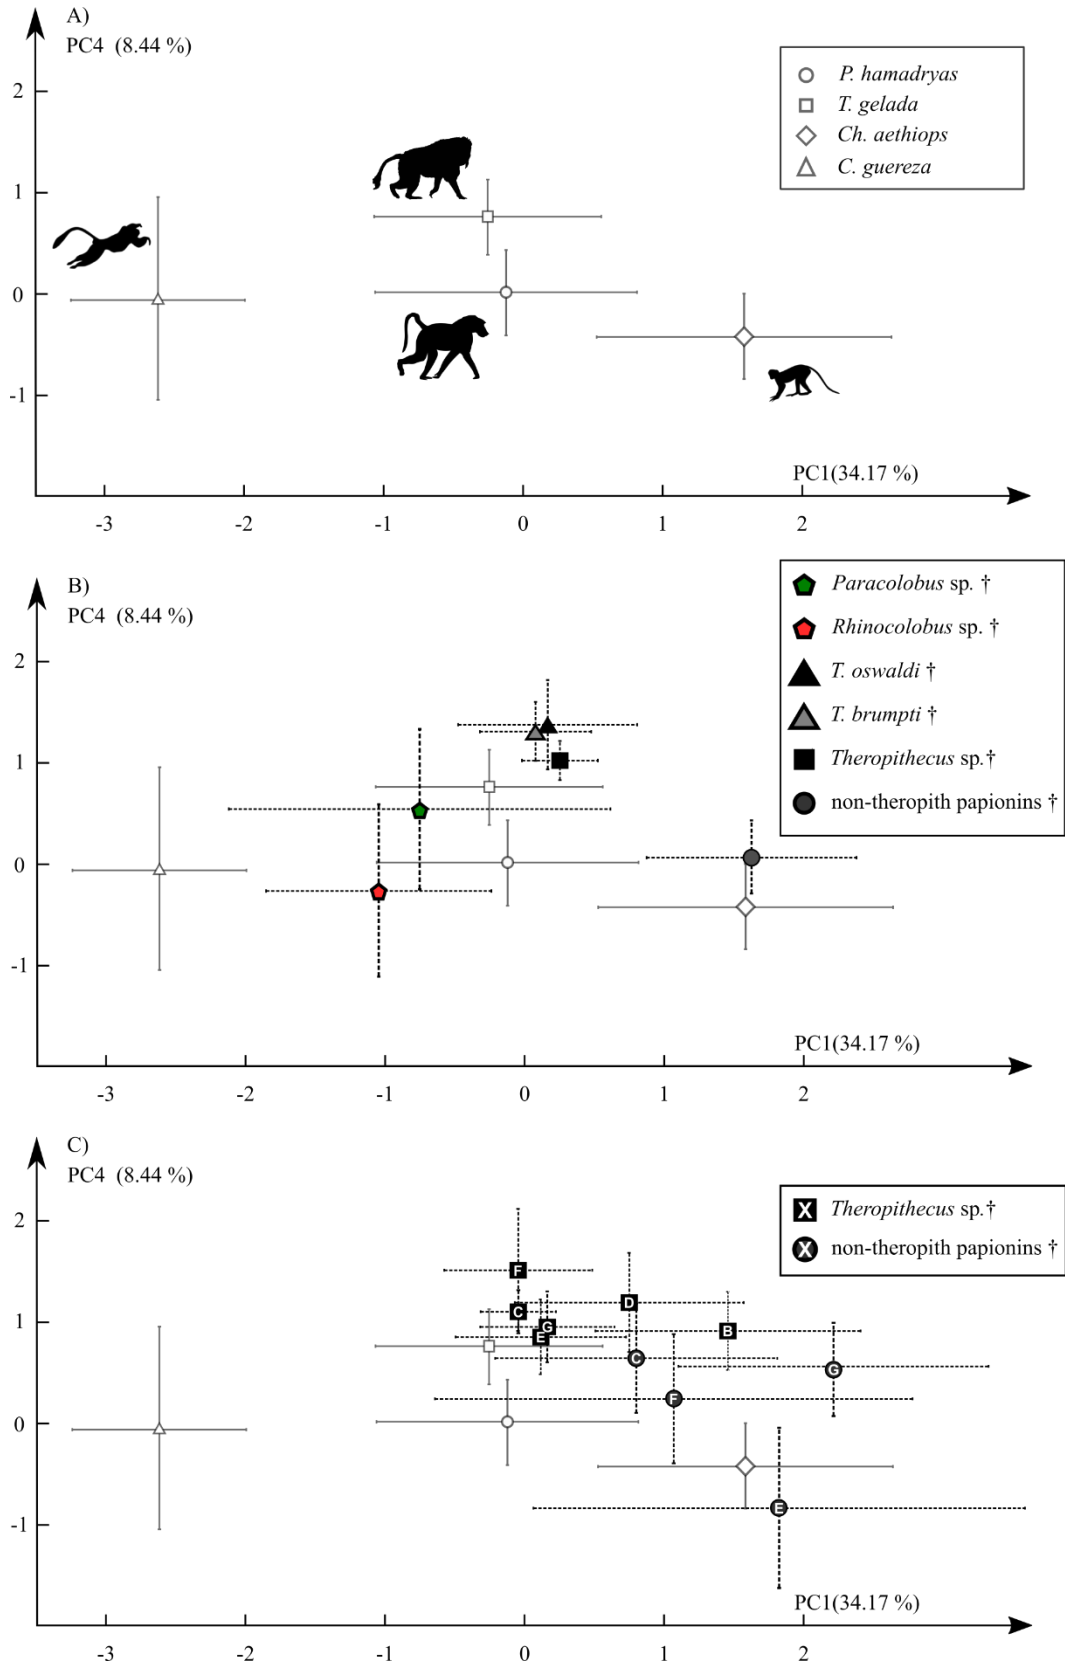 A)
PC4 (8.44 %)
P. hamadryas
T. gelada
Ch. aethiops
C. guereza
2
1
0
-1
PC1(34.17 %)
-3 -2 -1 0 1 2
B)
PC4 (8.44 %)
Paracolobus sp. †
Rhinocolobus sp. †
T. oswaldi †
T. brumpti †
Theropithecus sp.†
non-theropith papionins †
2
1
0
-1
PC1(34.17 %)
-3 -2 -1 0 1 2
C)
PC4 (8.44 %)
X Theropithecus sp.†
X non-theropith papionins †
2
F
C
D
1
G
E
B
C
G
F
0
E
-1
PC1(34.17 %)
-3 -2 -1 0 1 2